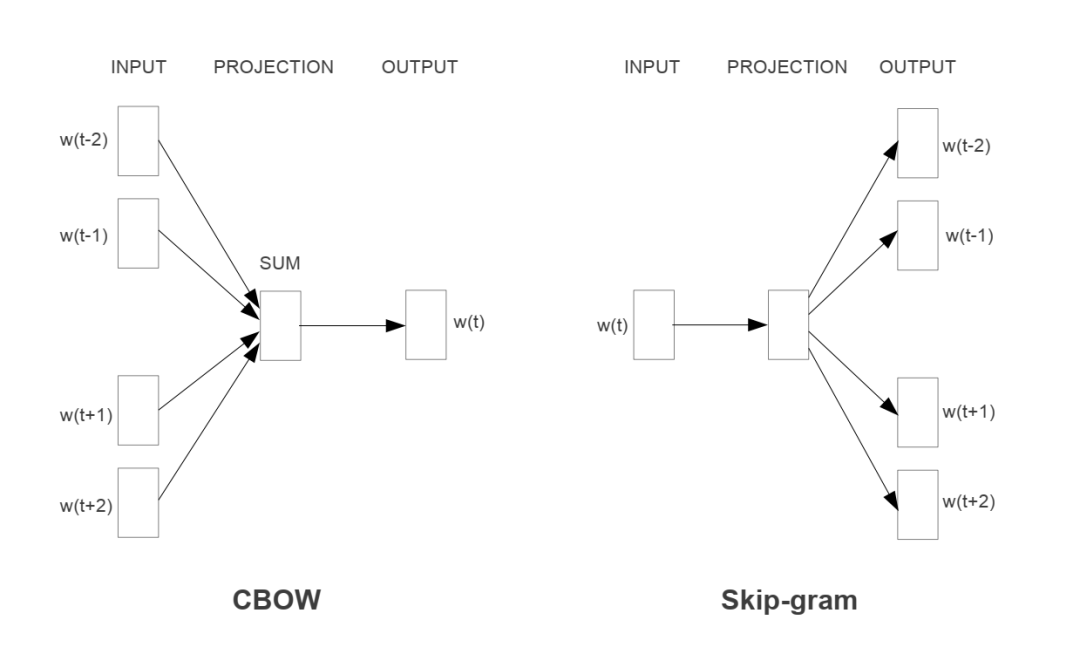 INPUT PROJECTION OUTPUT
w(t-2)
w(t-1)
SUM
w(t)
w(t+1)
w(t+2)
CBOW
INPUT PROJECTION OUTPUT
w(t-2)
w(t-1)
w(t)
w(t+1)
w(t+2)
Skip-gram